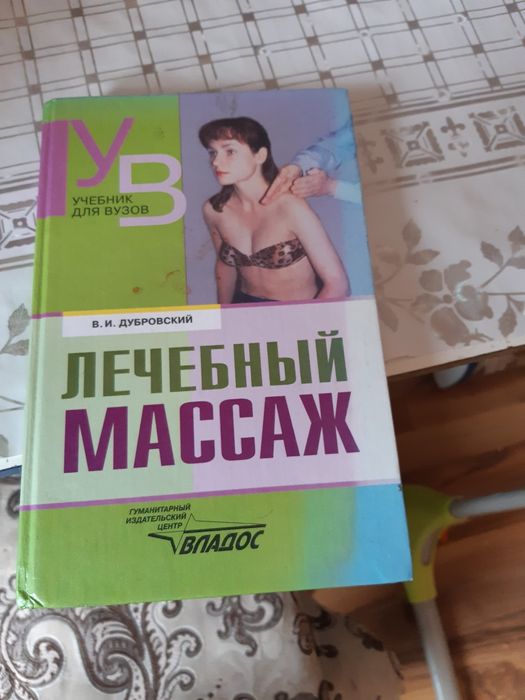 УВ
УЧЕБНИК
ДЛЯ ВУЗОВ
В. И. ДУБРОВСКИЙ
ЛЕЧЕБНЫЙ
МАССАЖ
ГУМАНИТАРНЫЙ
ИЗДАТЕЛЬСКИЙ
ЦЕНТР
ВЛАДОС